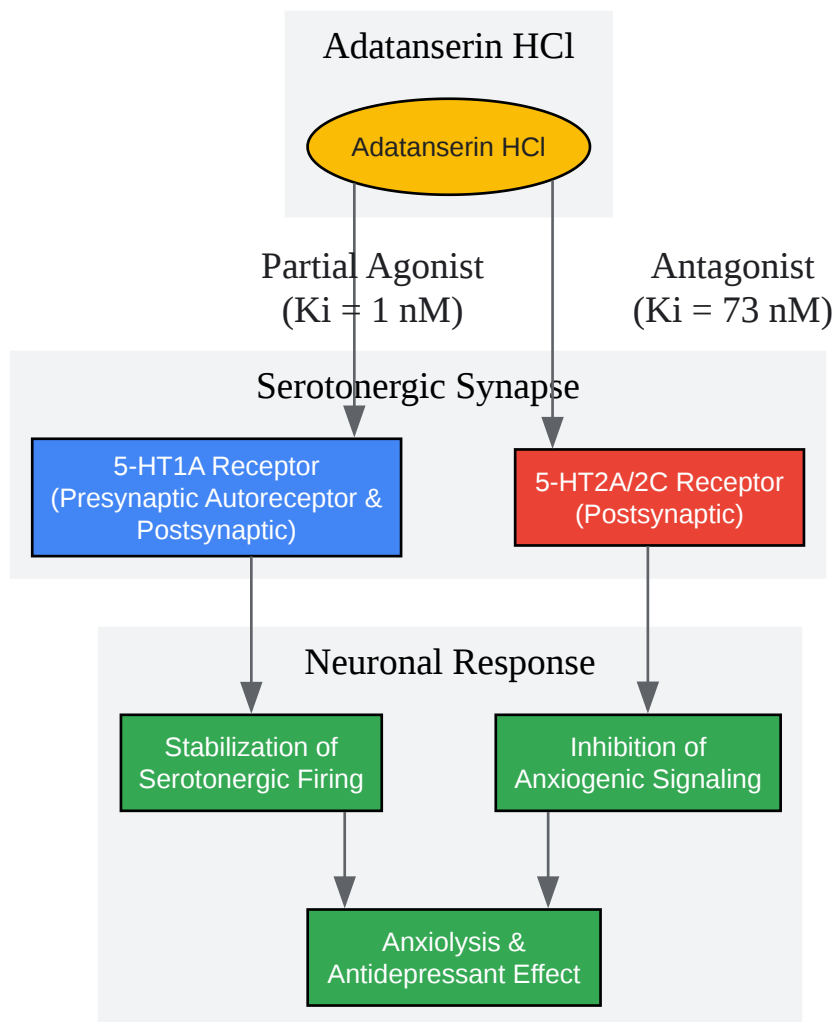 Adatanserin HCl
Adatanserin HCl
Partial Agonist
(Ki = 1 nM)
Antagonist
(Ki = 73 nM)
Serotonergic Synapse
5-HT1A Receptor
(Presynaptic Autoreceptor &
Postsynaptic)
5-HT2A/2C Receptor
(Postsynaptic)
Neuronal Response
Stabilization of
Serotonergic Firing
Inhibition of
Anxiogenic Signaling
Anxiolysis &
Antidepressant Effect